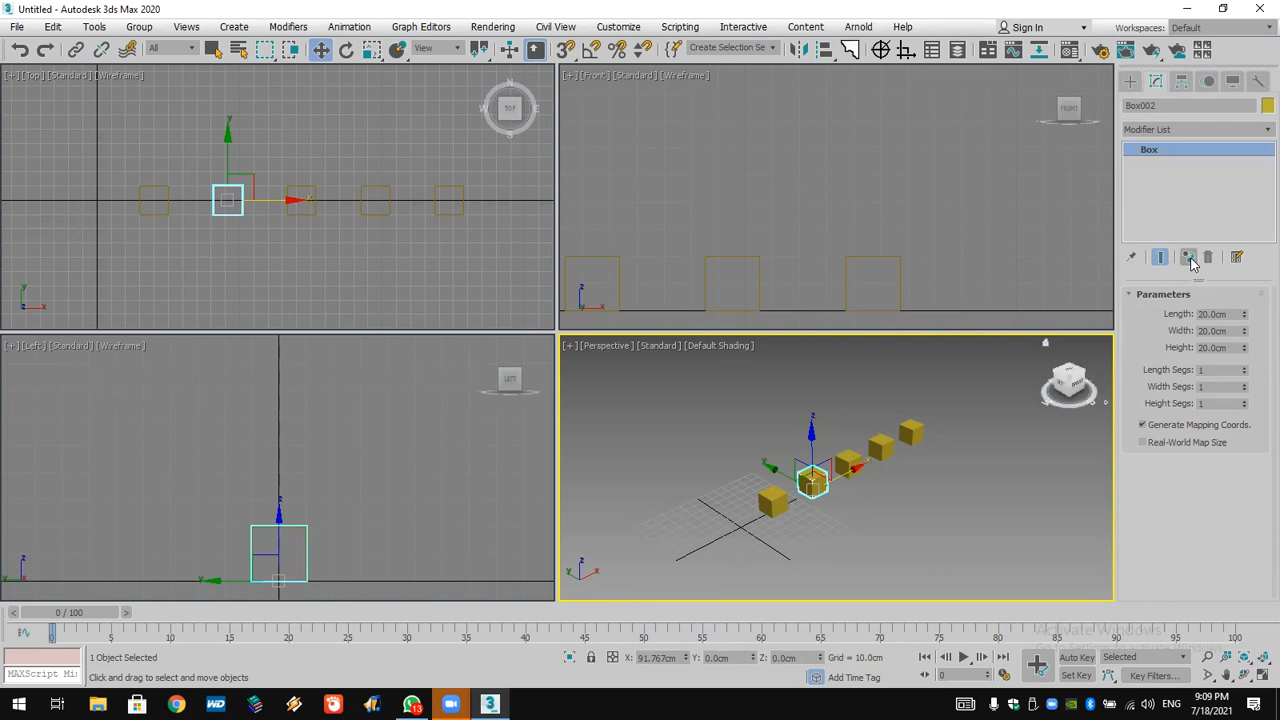 Untitled - Autodesk 3ds Max 2020
File Edit Tools Group Views Create Modifiers Animation Graph Editors Rendering Civil View Customize Scripting Interactive Content Arnold Help Sign In Workspaces: Default
All View Create Selection Se
[+] [Top] [Standard] [Wireframe]
[+] [Front] [Standard] [Wireframe]
N
W TOP E
S
FRONT
Box002
Modifier List
Box
y
x
z
Parameters
Length: 20.0cm
Width: 20.0cm
Height: 20.0cm
Length Segs: 1
Width Segs: 1
Height Segs: 1
Generate Mapping Coords.
Real-World Map Size
[+] [Left] [Standard] [Wireframe]
[+] [Perspective] [Standard] [Default Shading]
LEFT
z
y
x
0 / 100
0 5 10 15 20 25 30 35 40 45 50 55 60 65 70 75 80 85 90 95 100
Activate Windows
1 Object Selected
X: 91.767cm Y: 0.0cm Z: 0.0cm Grid = 10.0cm
Auto Key Selected
MAXScript Mi
Click and drag to select and move objects
Add Time Tag
0
Set Key Key Filters...
WD
13
3
ENG
9:09 PM
7/18/2021